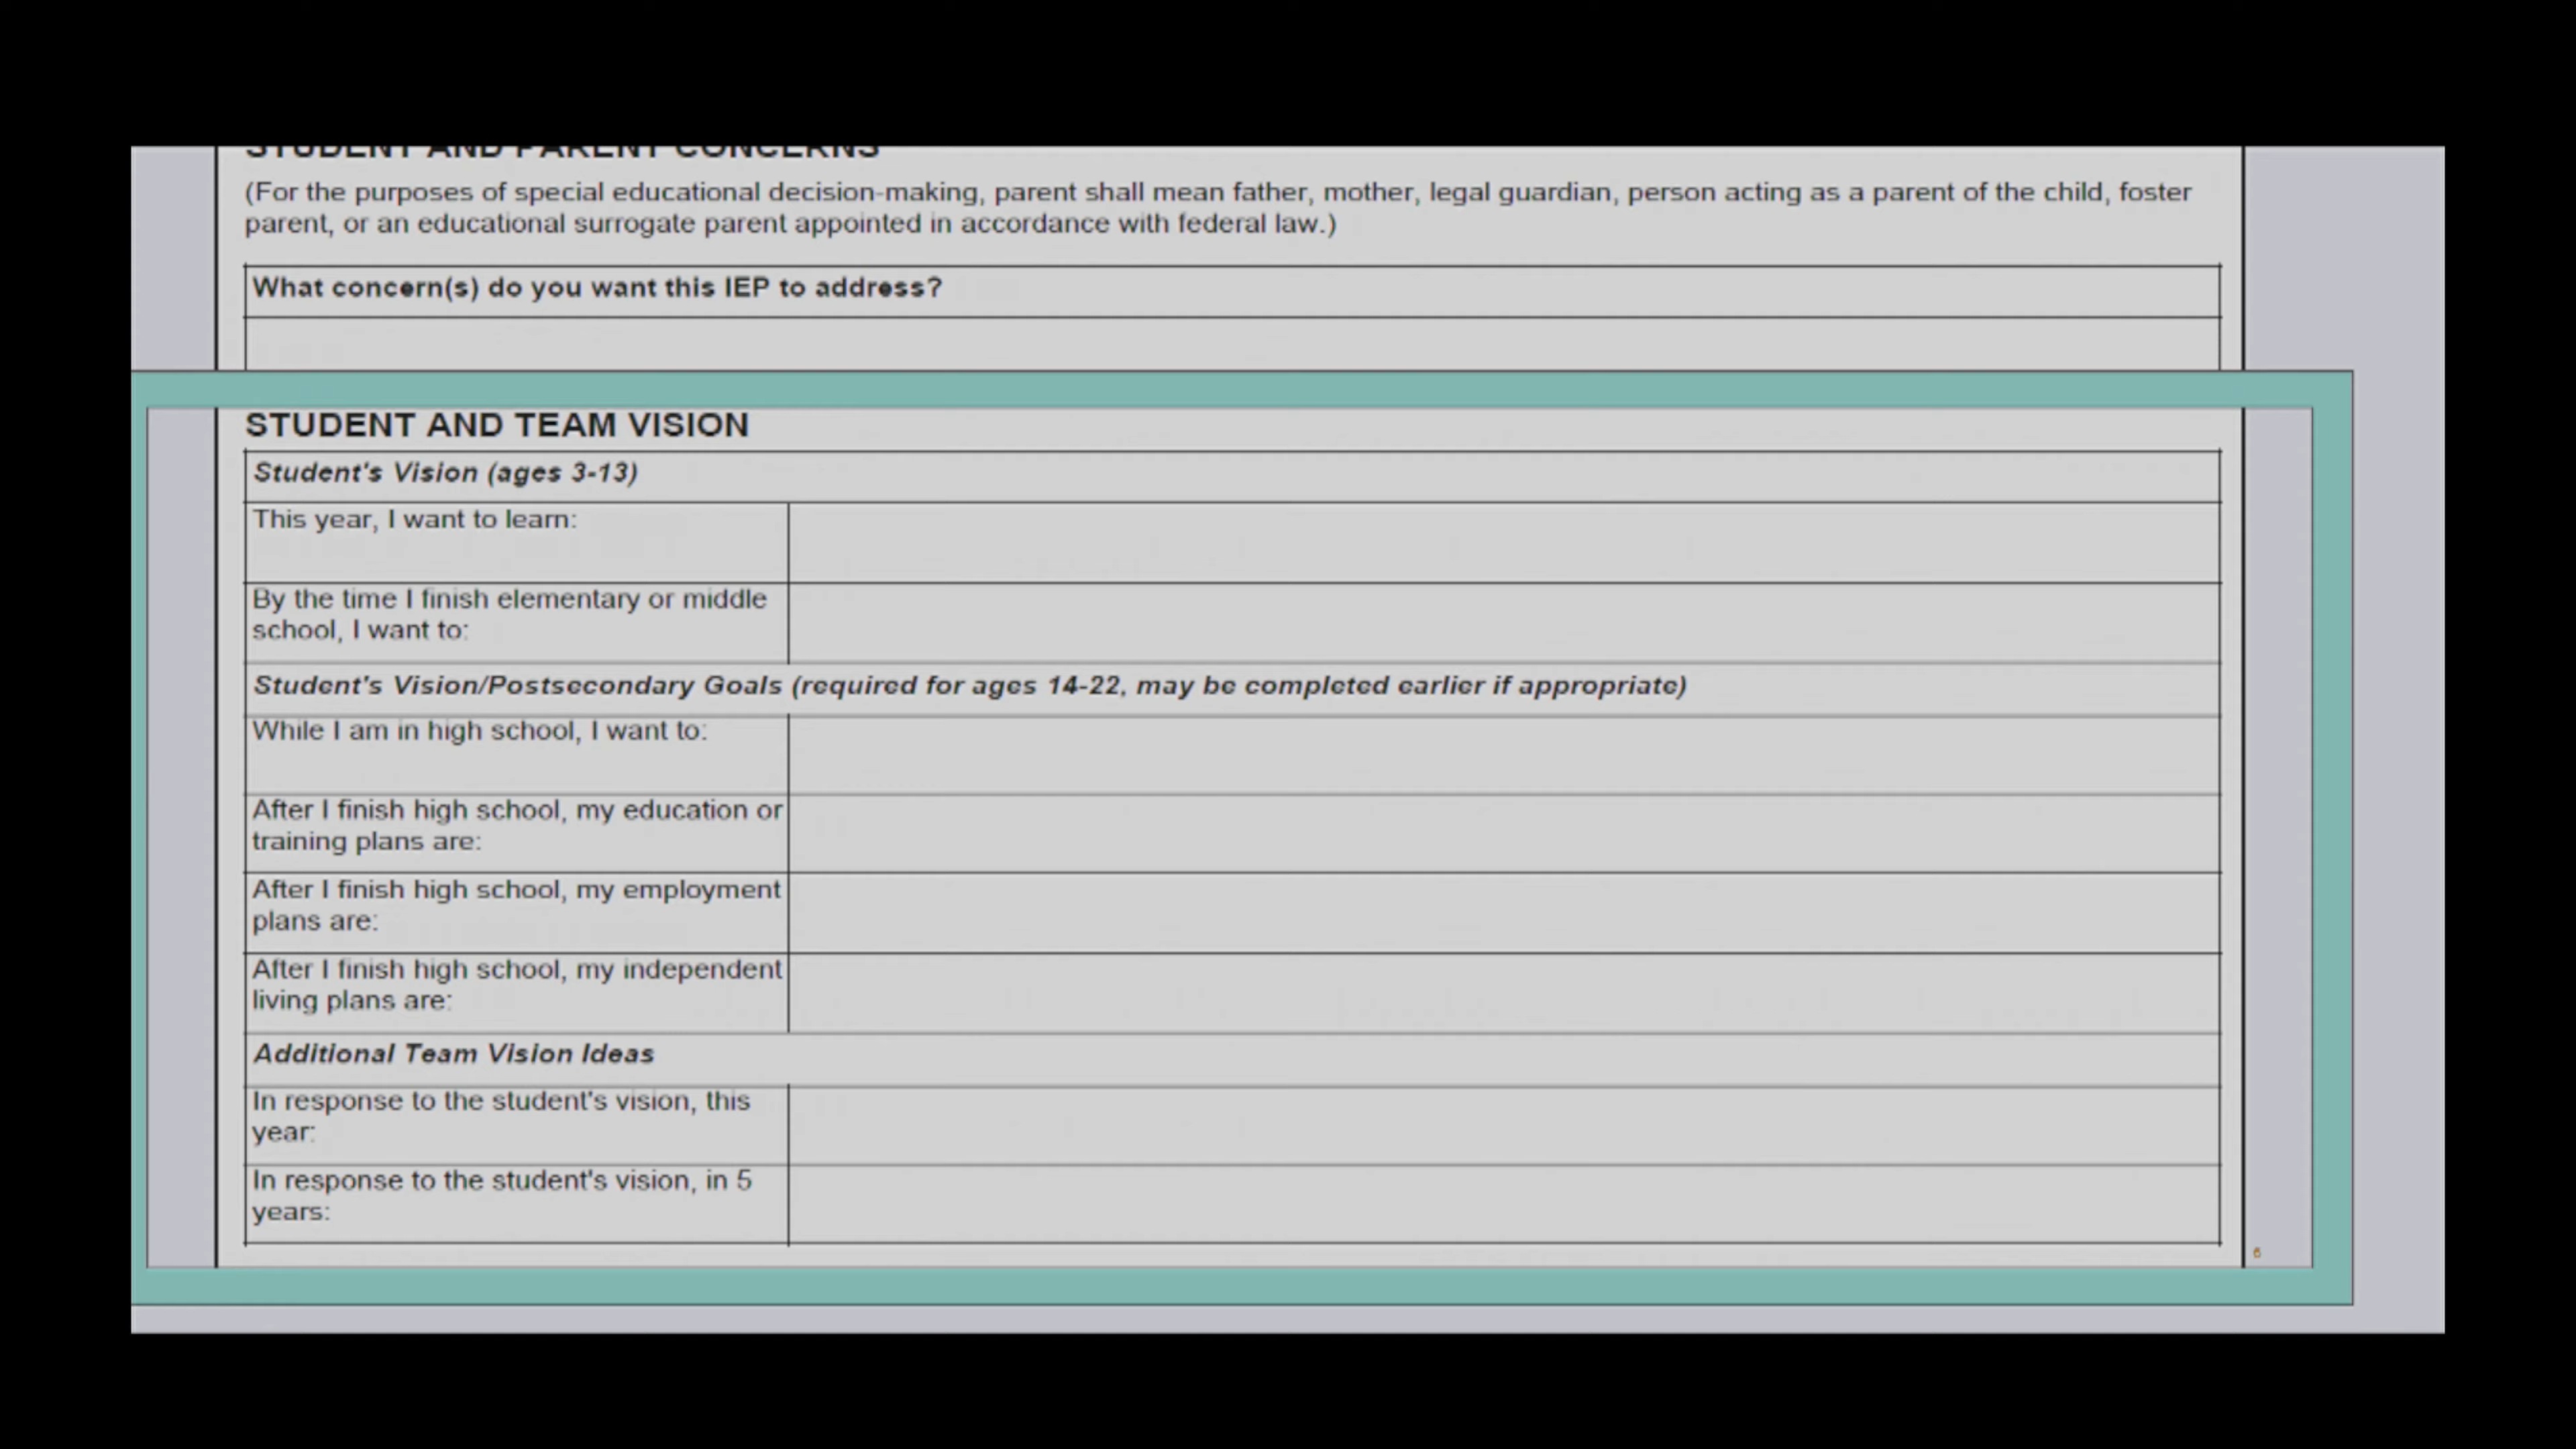 STUDENT AND PARENT CONCERNS
(For the purposes of special educational decision-making, parent shall mean father, mother, legal guardian, person acting as a parent of the child, foster
parent, or an educational surrogate parent appointed in accordance with federal law.)
What concern(s) do you want this IEP to address?
STUDENT AND TEAM VISION
Student's Vision (ages 3-13)
This year, I want to learn:
By the time I finish elementary or middle
school, I want to:
Student's Vision/Postsecondary Goals (required for ages 14-22, may be completed earlier if appropriate)
While I am in high school, I want to:
After I finish high school, my education or
training plans are:
After I finish high school, my employment
plans are:
After I finish high school, my independent
living plans are:
Additional Team Vision Ideas
In response to the student's vision, this
year:
In response to the student's vision, in 5
years:
6